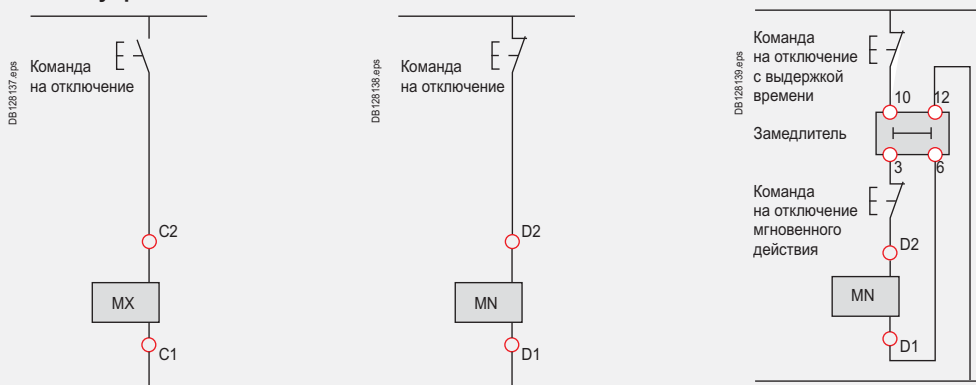 DB128137.eps
Команда
на отключение
C2
MX
C1
DB128138.eps
Команда
на отключение
D2
MN
D1
DB128139.eps
Команда
на отключение
с выдержкой
времени
10 12
Замедлитель
3 6
Команда
на отключение
мгновенного
действия
D2
MN
D1